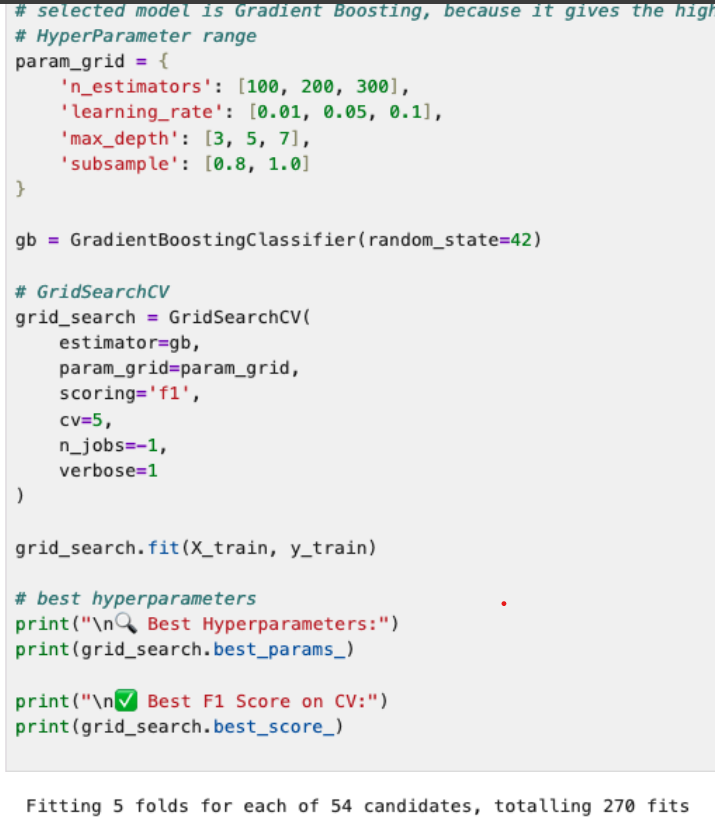 # selected model is Gradient Boosting, because it gives the
# HyperParameter range
param_grid = {
    'n_estimators': [100, 200, 300],
    'learning_rate': [0.01, 0.05, 0.1],
    'max_depth': [3, 5, 7],
    'subsample': [0.8, 1.0]
}
gb = GradientBoostingClassifier(random_state=42)
# GridSearchCV
grid_search = GridSearchCV(
    estimator=gb,
    param_grid=param_grid,
    scoring='f1',
    cv=5,
    n_jobs=-1,
    verbose=1
)
grid_search.fit(X_train, y_train)
# best hyperparameters
print("\n🔍 Best Hyperparameters:")
print(grid_search.best_params_)
print("\n✅ Best F1 Score on CV:")
print(grid_search.best_score_)
Fitting 5 folds for each of 54 candidates, totalling 270 fits